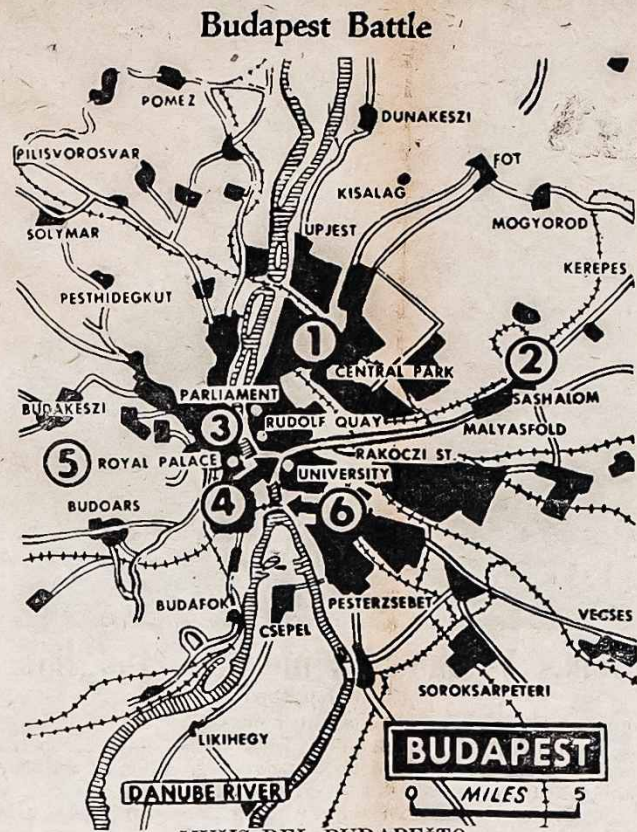 Budapest Battle
POMEZ
DUNAKESZI
PILISVOROSVAR
FOT
KISALAG
MOGYOROD
SOLYMAR
UPJEST
KEREPES
PESTHIDEGKUT
1
2
CENTRAL PARK
PARLIAMENT
SASHALOM
BUDAKESZI
3
RUDOLF QUAY
MALYASFOLD
5
ROYAL PALACE
RAKOCZI ST.
UNIVERSITY
4
6
BUDOARS
BUDAFOK
CSEPEL
PESTERZSEBET
VECSES
SOROKSARPETERI
LIKIHEGY
BUDAPEST
DANUBE RIVER
0 MILES 5